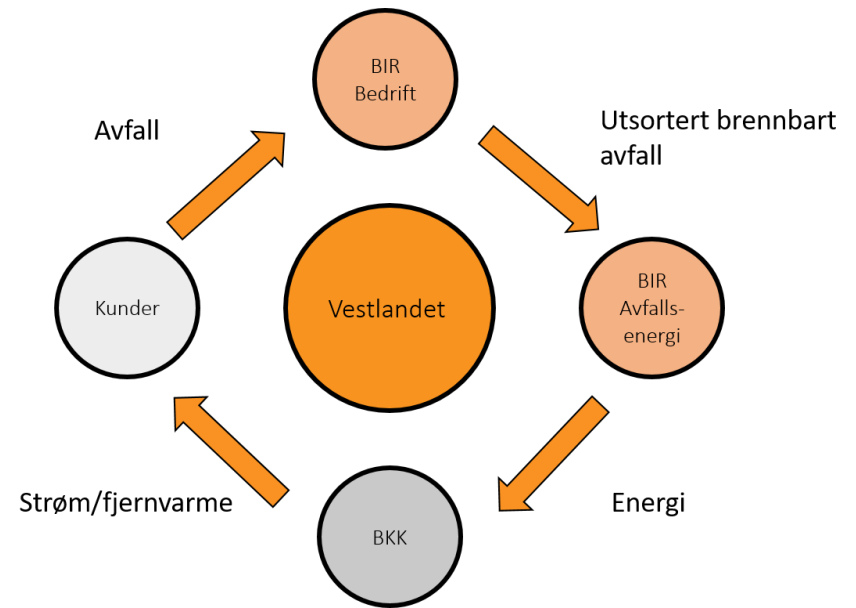 BIR
Bedrift
Avfall
Utsortert brennbart
avfall
Kunder
Vestlandet
BIR
Avfalls-
energi
Strøm/fjernvarme
Energi
BKK